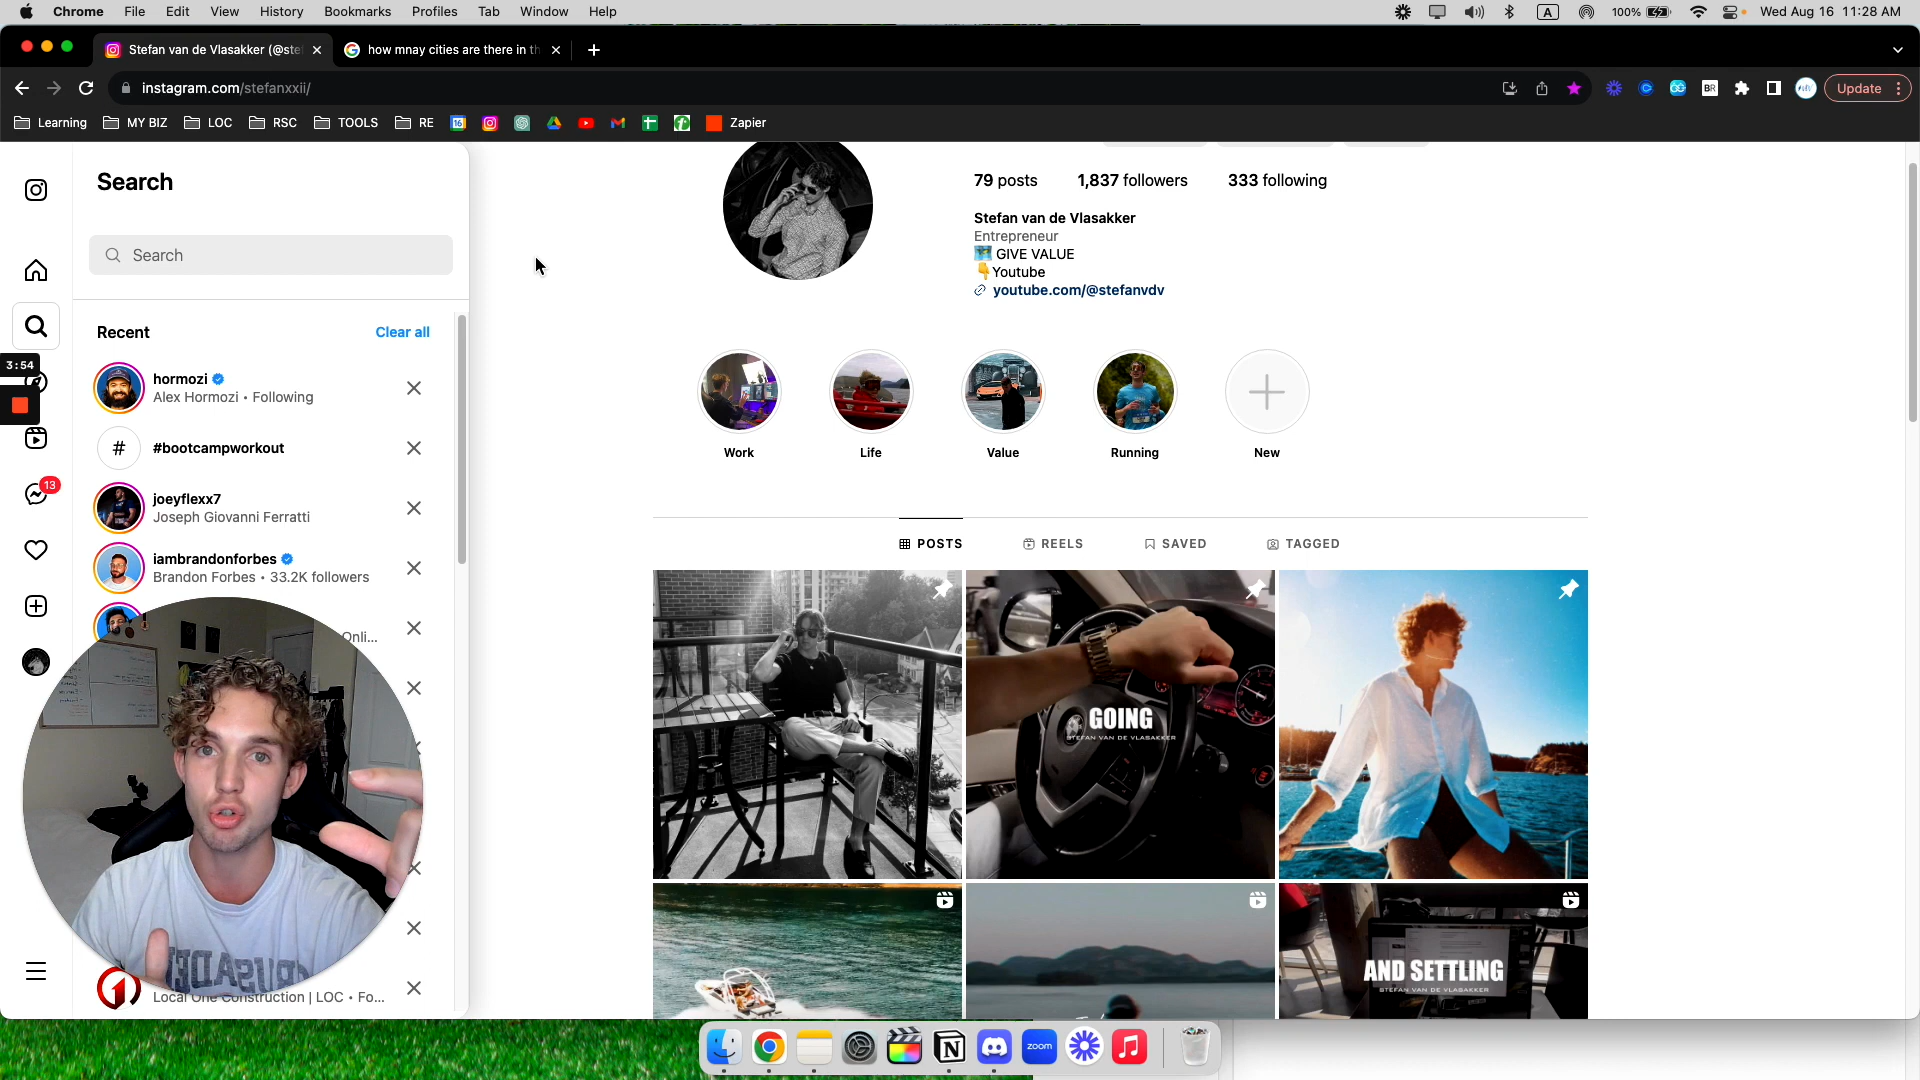 Chrome File Edit View History Bookmarks Profiles Tab Window Help
A 100% Wed Aug 16 11:28 AM
Stefan van de Vlasakker (@ste
how mnay cities are there in th
instagram.com/stefanxxii/
BR
Update
Learning MY BIZ LOC RSC TOOLS RE 16 Zapier
Search
Search
Recent Clear all
hormozi
Alex Hormozi • Following
#
#bootcampworkout
joeyflexx7
Joseph Giovanni Ferratti
iambrandonforbes
Brandon Forbes • 33.2K followers
Onli...
Local One Construction | LOC • Fo...
3:54
13
79 posts 1,837 followers 333 following
Stefan van de Vlasakker
Entrepreneur
GIVE VALUE
Youtube
youtube.com/@stefanvdv
Work Life Value Running New
POSTS REELS SAVED TAGGED
GOING
STEFAN VAN DE VLASAKKER
AND SETTLING
STEFAN VAN DE VLASAKKER
zoom